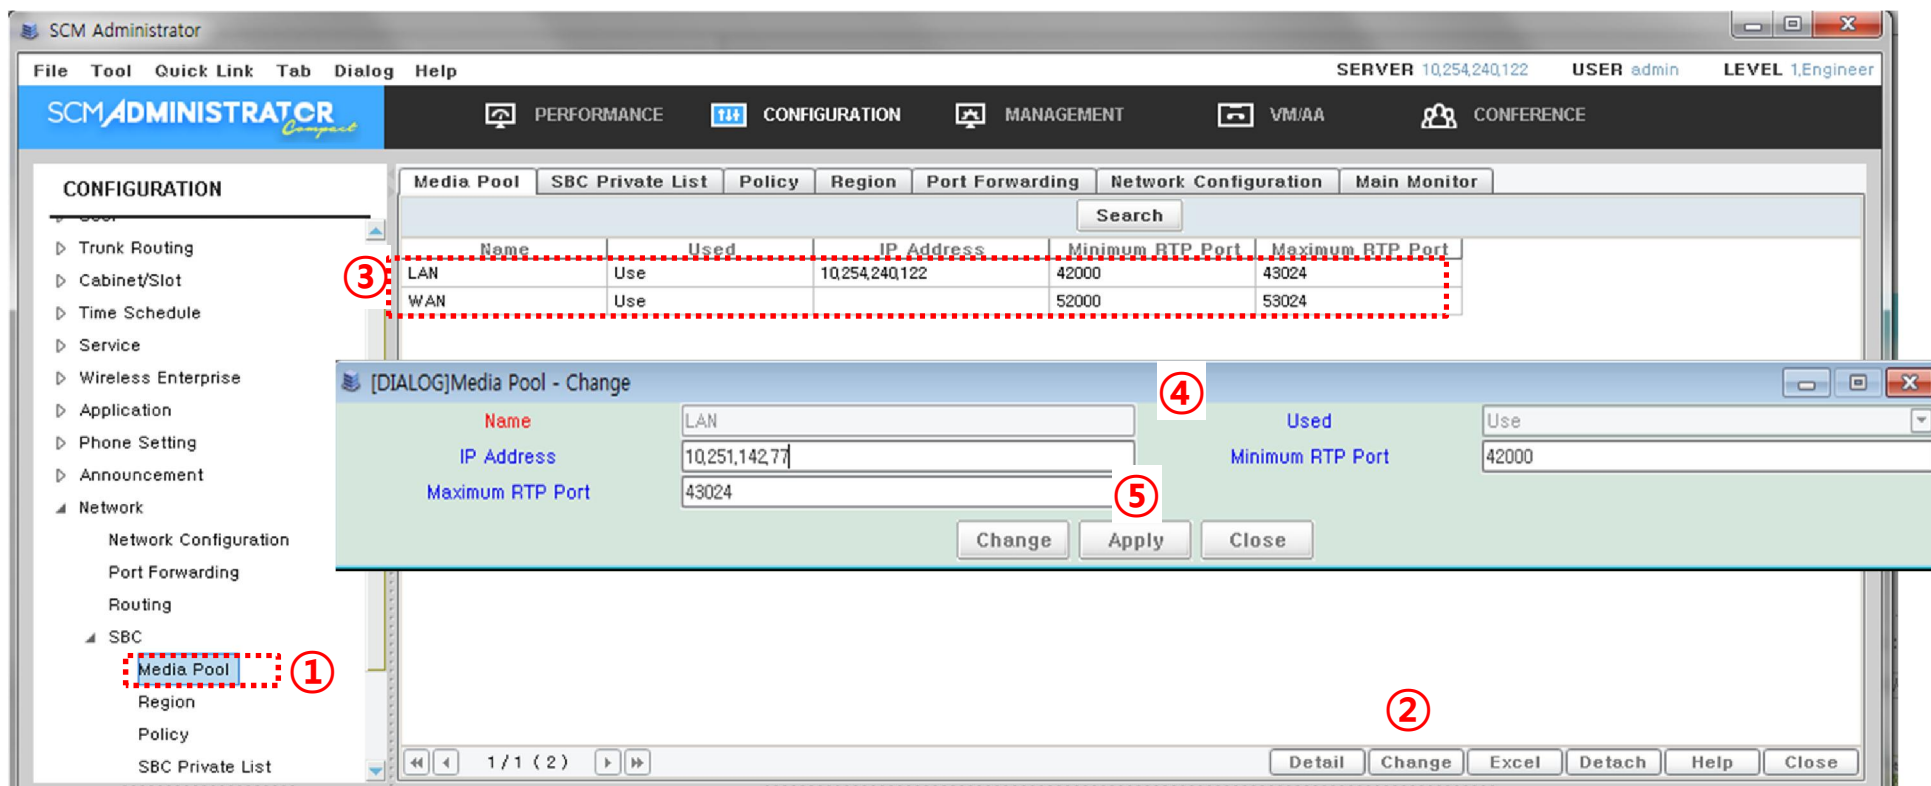 SCM Administrator
File Tool Quick Link Tab Dialog Help SERVER 10,254,240,122 USER admin LEVEL 1,Engineer
SCM ADMINISTRATOR Compact PERFORMANCE CONFIGURATION MANAGEMENT VM/AA CONFERENCE
CONFIGURATION
User
Trunk Routing
Cabinet/Slot
Time Schedule
Service
Wireless Enterprise
Application
Phone Setting
Announcement
Network
Network Configuration
Port Forwarding
Routing
SBC
Media Pool ①
Region
Policy
SBC Private List
Media Pool SBC Private List Policy Region Port Forwarding Network Configuration Main Monitor
Search
Name Used IP Address Minimum RTP Port Maximum RTP Port
③
LAN Use 10,254,240,122 42000 43024
WAN Use 52000 53024
[DIALOG]Media Pool - Change ④
Name LAN Used Use
IP Address 10,251,142,77 Minimum RTP Port 42000
Maximum RTP Port 43024 ⑤
Change Apply Close
②
1/1 ( 2 ) Detail Change Excel Detach Help Close